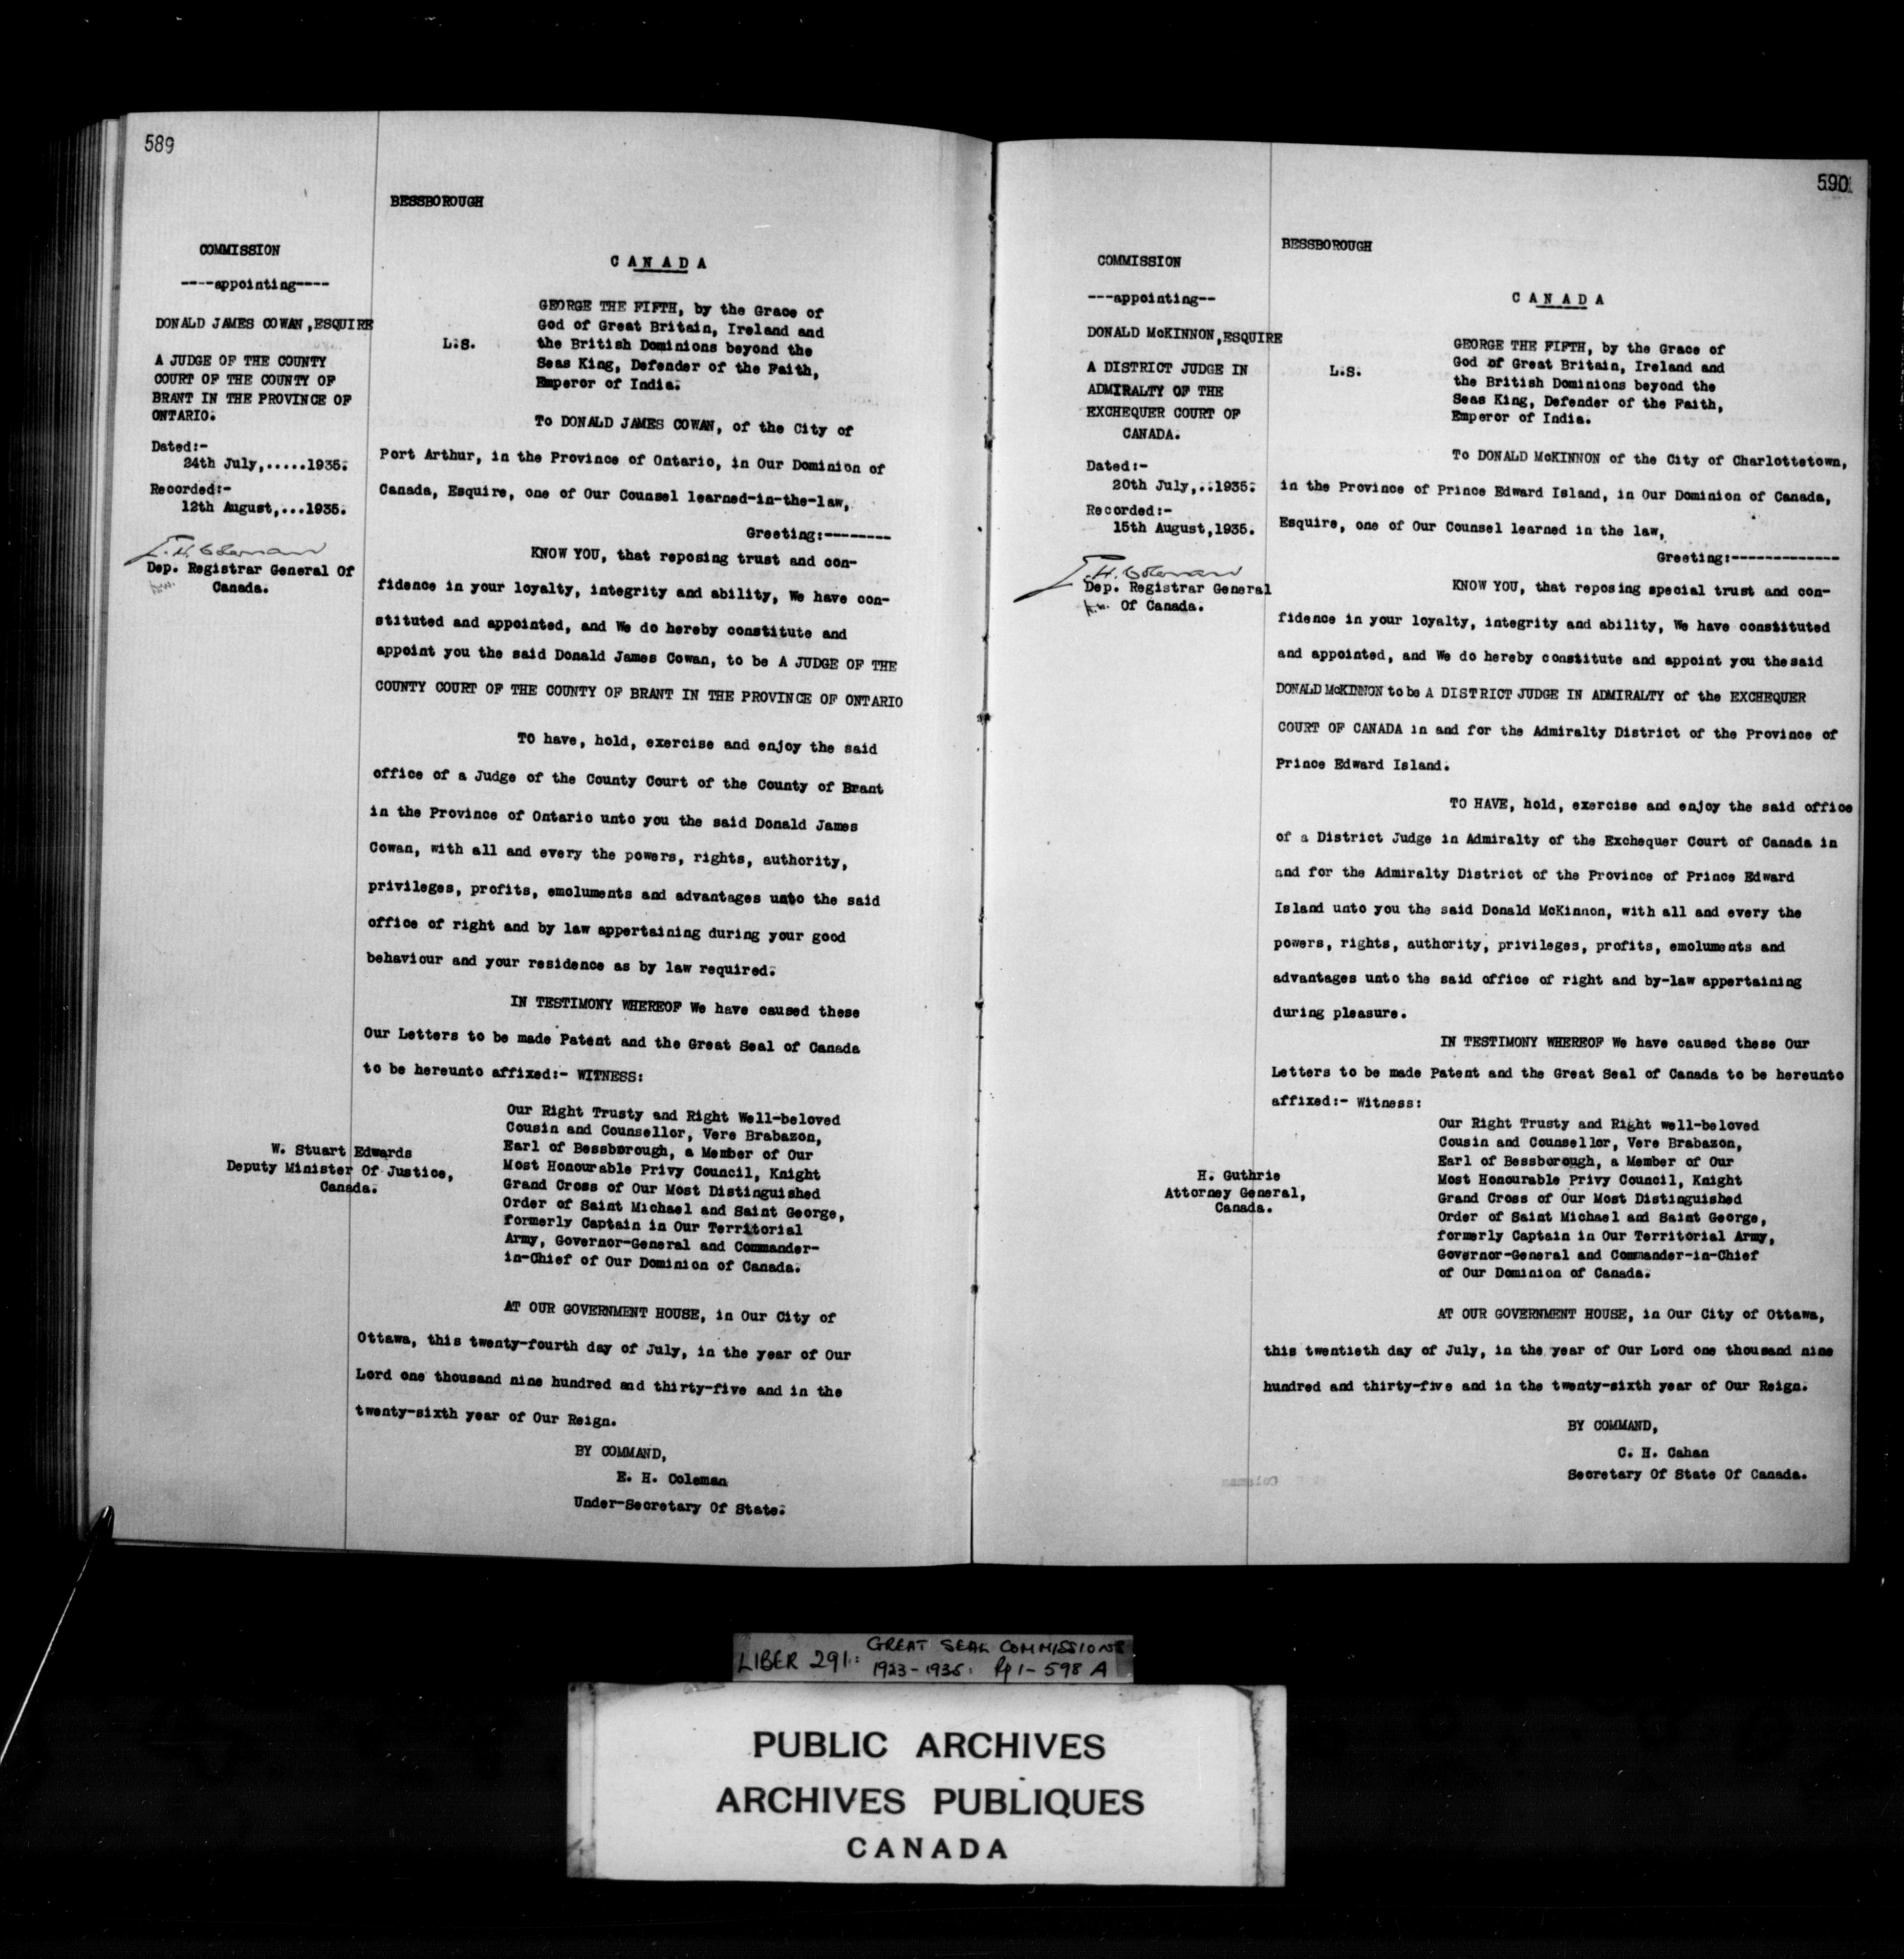 589
BESSBOROUGH
COMMISSION
----appointing----
DONALD JAMES COWAN,ESQUIRE
A JUDGE OF THE COUNTY
COURT OF THE COUNTY OF
BRANT IN THE PROVINCE OF
ONTARIO.
Dated:-
24th July,.....1935.
Recorded:-
12th August,...1935.
E. H. Coleman
Dep. Registrar General Of
Canada.
CANADA
L.S.
GEORGE THE FIFTH, by the Grace of
God of Great Britain, Ireland and
the British Dominions beyond the
Seas King, Defender of the Faith,
Emperor of India.
To DONALD JAMES COWAN, of the City of
Port Arthur, in the Province of Ontario, in Our Dominion of
Canada, Esquire, one of Our Counsel learned-in-the-law,
Greeting:--------
KNOW YOU, that reposing trust and con-
fidence in your loyalty, integrity and ability, We have con-
stituted and appointed, and We do hereby constitute and
appoint you the said Donald James Cowan, to be A JUDGE OF THE
COUNTY COURT OF THE COUNTY OF BRANT IN THE PROVINCE OF ONTARIO
TO have, hold, exercise and enjoy the said
office of a Judge of the County Court of the County of Brant
in the Province of Ontario unto you the said Donald James
Cowan, with all and every the powers, rights, authority,
privileges, profits, emoluments and advantages unto the said
office of right and by law appertaining during your good
behaviour and your residence as by law required.
IN TESTIMONY WHEREOF We have caused these
Our Letters to be made Patent and the Great Seal of Canada
to be hereunto affixed:- WITNESS:
W. Stuart Edwards
Deputy Minister Of Justice,
Canada.
Our Right Trusty and Right Well-beloved
Cousin and Counsellor, Vere Brabazon,
Earl of Bessborough, a Member of Our
Most Honourable Privy Council, Knight
Grand Cross of Our Most Distinguished
Order of Saint Michael and Saint George,
formerly Captain in Our Territorial
Army, Governor-General and Commander-
in-Chief of Our Dominion of Canada.
AT OUR GOVERNMENT HOUSE, in Our City of
Ottawa, this twenty-fourth day of July, in the year of Our
Lord one thousand nine hundred and thirty-five and in the
twenty-sixth year of Our Reign.
BY COMMAND,
E. H. Coleman
Under-Secretary Of State.
590
BESSBOROUGH
COMMISSION
---appointing--
DONALD McKINNON,ESQUIRE
A DISTRICT JUDGE IN
ADMIRALTY OF THE
EXCHEQUER COURT OF
CANADA.
Dated:-
20th July,..1935.
Recorded:-
15th August,1935.
E. H. Coleman
Dep. Registrar General
Of Canada.
CANADA
L.S.
GEORGE THE FIFTH, by the Grace of
God of Great Britain, Ireland and
the British Dominions beyond the
Seas King, Defender of the Faith,
Emperor of India.
To DONALD McKINNON of the City of Charlottetown,
in the Province of Prince Edward Island, in Our Dominion of Canada,
Esquire, one of Our Counsel learned in the law,
Greeting:-------------
KNOW YOU, that reposing special trust and con-
fidence in your loyalty, integrity and ability, We have constituted
and appointed, and We do hereby constitute and appoint you thesaid
DONALD McKINNON to be A DISTRICT JUDGE IN ADMIRALTY of the EXCHEQUER
COURT OF CANADA in and for the Admiralty District of the Province of
Prince Edward Island.
TO HAVE, hold, exercise and enjoy the said office
of a District Judge in Admiralty of the Exchequer Court of Canada in
and for the Admiralty District of the Province of Prince Edward
Island unto you the said Donald McKinnon, with all and every the
powers, rights, authority, privileges, profits, emoluments and
advantages unto the said office of right and by-law appertaining
during pleasure.
IN TESTIMONY WHEREOF We have caused these Our
Letters to be made Patent and the Great Seal of Canada to be hereunto
affixed:- Witness:
H. Guthrie
Attorney General,
Canada.
Our Right Trusty and Right well-beloved
Cousin and Counsellor, Vere Brabazon,
Earl of Bessborough, a Member of Our
Most Honourable Privy Council, Knight
Grand Cross of Our Most Distinguished
Order of Saint Michael and Saint George,
formerly Captain in Our Territorial Army,
Governor-General and Commander-in-Chief
of Our Dominion of Canada.
AT OUR GOVERNMENT HOUSE, in Our City of Ottawa,
this twentieth day of July, in the year of Our Lord one thousand nine
hundred and thirty-five and in the twenty-sixth year of Our Reign.
BY COMMAND,
C. H. Cahan
Secretary Of State Of Canada.
LIBER 291: GREAT SEAL COMMISSIONS
1923-1935: Pp 1-598 A
PUBLIC ARCHIVES
ARCHIVES PUBLIQUES
CANADA